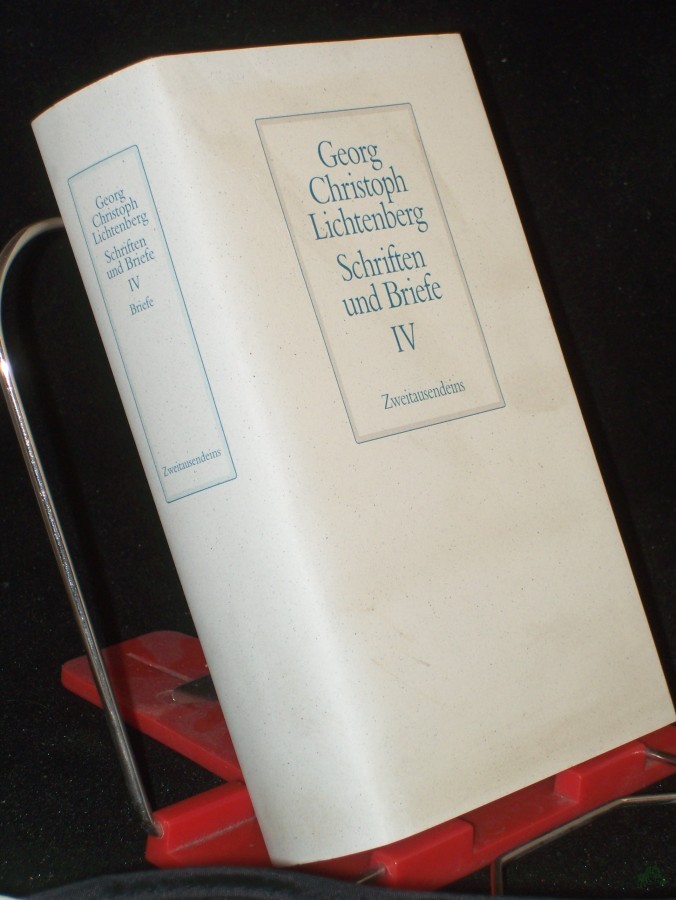 Georg
Christoph
Lichtenberg
Schriften
und Briefe
IV
Briefe
Zweitausendeins
Georg
Christoph
Lichtenberg
Schriften
und Briefe
IV
Zweitausendeins